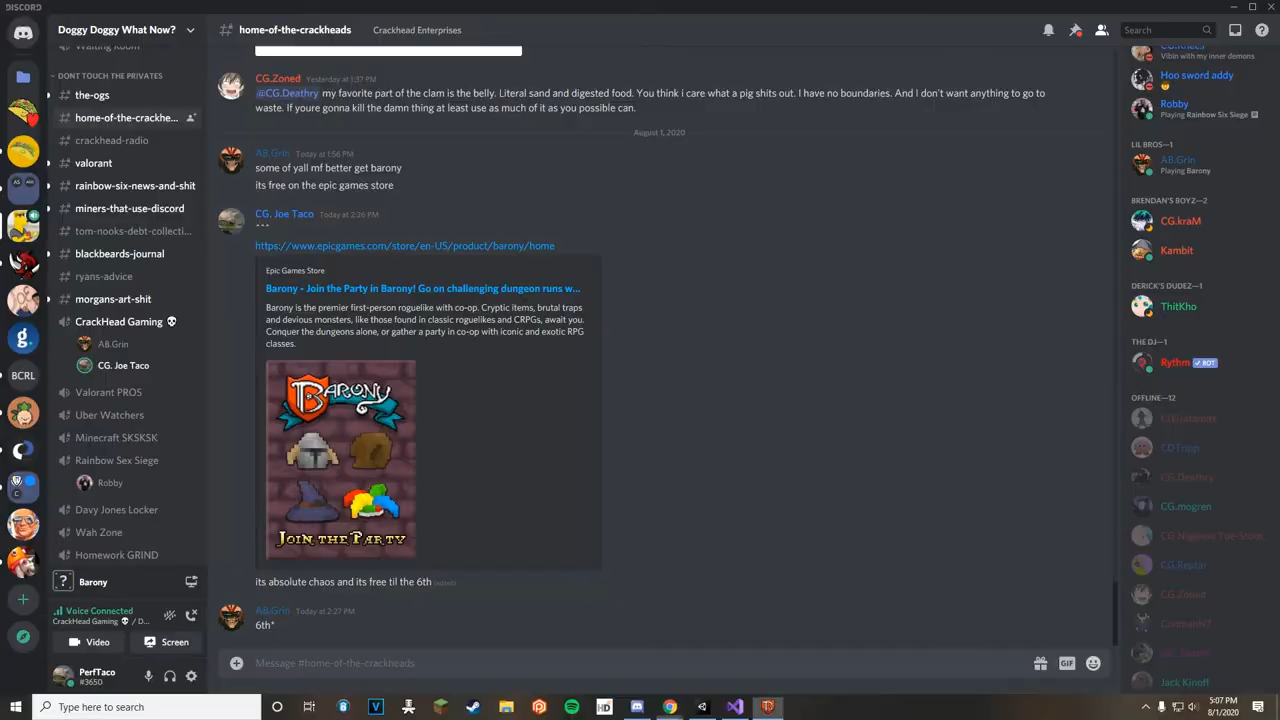 DISCORD
Doggy Doggy What Now?
# home-of-the-crackheads Crackhead Enterprises
Search
Waiting Room
DONT TOUCH THE PRIVATES
the-ogs
home-of-the-crackhe...
crackhead-radio
valorant
rainbow-six-news-and-shit
miners-that-use-discord
tom-nooks-debt-collecti...
blackbeards-journal
ryans-advice
morgans-art-shit
CrackHead Gaming 💀
AB.Grin
CG. Joe Taco
Valorant PROS
Uber Watchers
Minecraft SKSKSK
Rainbow Sex Siege
Robby
Davy Jones Locker
Wah Zone
Homework GRIND
? Barony
Voice Connected
CrackHead Gaming 💀 / D...
Video Screen
PerfTaco
#3650
AS
BCRL
g.
C
CG.Zoned Yesterday at 1:37 PM
@CG.Deathry my favorite part of the clam is the belly. Literal sand and digested food. You think i care what a pig shits out. I have no boundaries. And I don't want anything to go to
waste. If youre gonna kill the damn thing at least use as much of it as you possible can.
August 1, 2020
AB.Grin Today at 1:56 PM
some of yall mf better get barony
its free on the epic games store
CG. Joe Taco Today at 2:26 PM
^^^
https://www.epicgames.com/store/en-US/product/barony/home
Epic Games Store
Barony - Join the Party in Barony! Go on challenging dungeon runs w...
Barony is the premier first-person roguelike with co-op. Cryptic items, brutal traps
and devious monsters, like those found in classic roguelikes and CRPGs, await you.
Conquer the dungeons alone, or gather a party in co-op with iconic and exotic RPG
classes.
BARONY
JOIN THE PARTY
its absolute chaos and its free til the 6th (edited)
AB.Grin Today at 2:27 PM
6th*
Message #home-of-the-crackheads
GIF
Vibin with my inner demons
Hoo sword addy
Robby
Playing Rainbow Six Siege
LIL BROS—1
AB.Grin
Playing Barony
BRENDAN'S BOYZ—2
CG.kraM
Kambit
DERICK'S DUDEZ—1
ThitKho
THE DJ—1
Rythm ✓ BOT
OFFLINE—12
CDTripp
CG.Deathry
CG.mogren
CG.Reptar
CG.Zoned
Jack Kinoff
Type here to search
V
HD
5:07 PM
8/1/2020